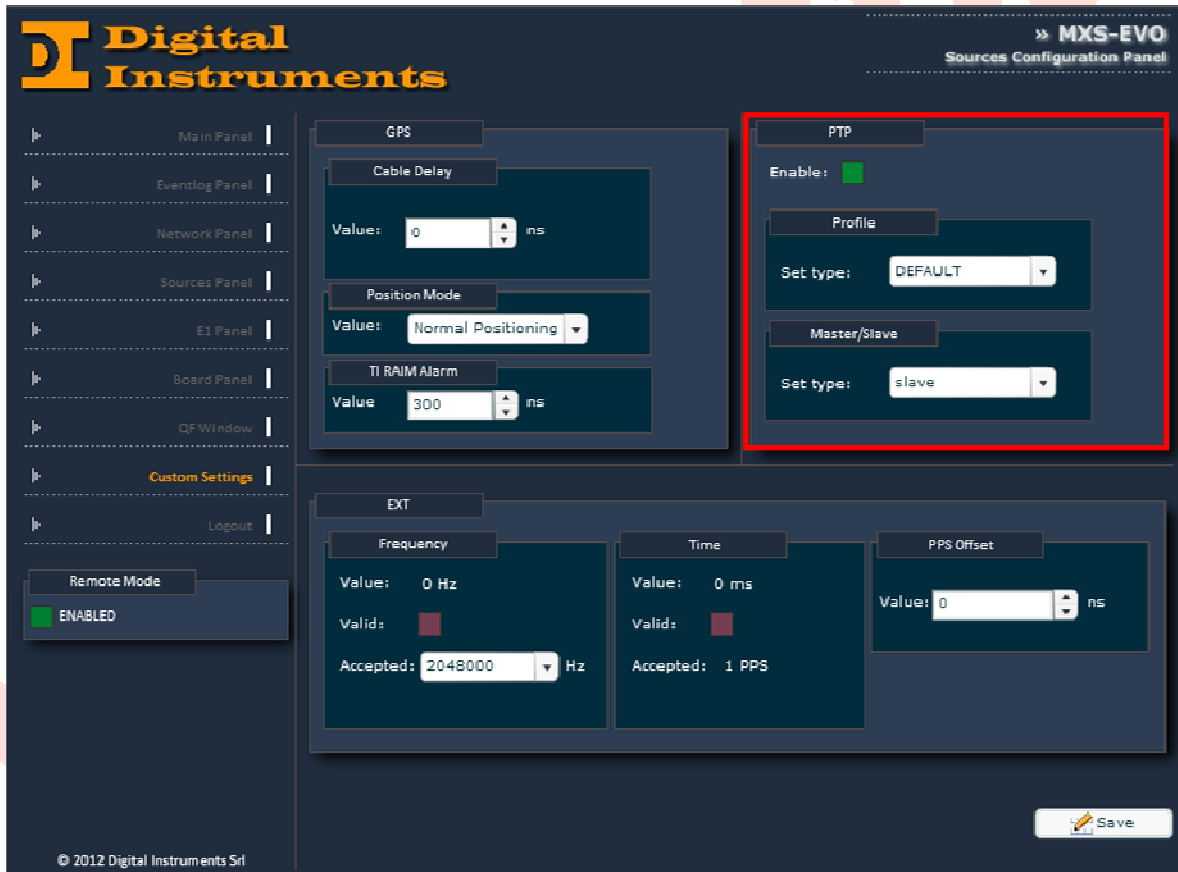 Digital
Instruments
» MXS-EVO
Sources Configuration Panel
Main Panel
Eventlog Panel
Network Panel
Sources Panel
E1 Panel
Board Panel
QF Window
Custom Settings
Logout
Remote Mode
ENABLED
GPS
Cable Delay
Value: 0 ns
Position Mode
Value: Normal Positioning
TI RAIM Alarm
Value 300 ns
PTP
Enable:
Profile
Set type: DEFAULT
Master/Slave
Set type: slave
EXT
Frequency
Value: 0 Hz
Valid:
Accepted: 2048000 Hz
Time
Value: 0 ms
Valid:
Accepted: 1 PPS
PPS Offset
Value: 0 ns
Save
© 2012 Digital Instruments Srl